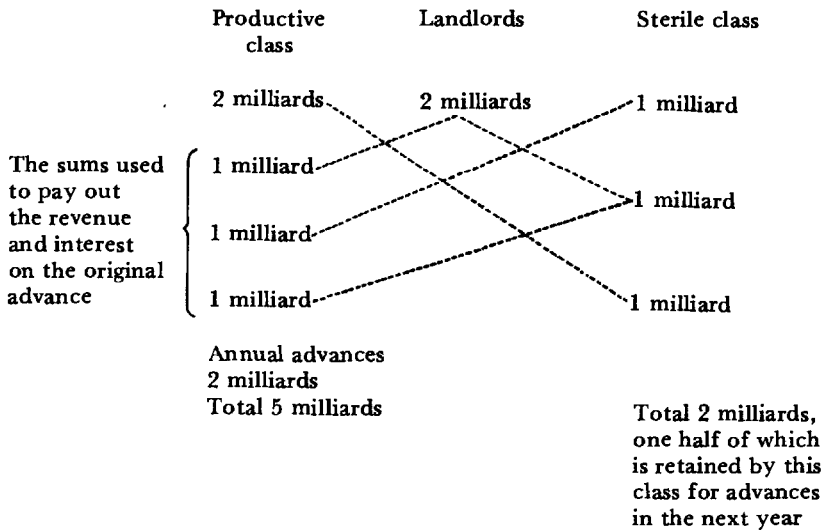 Productive class
Landlords
Sterile class
2 milliards
2 milliards
1 milliard
The sums used
to pay out
the revenue
and interest
on the original
advance
1 milliard
1 milliard
1 milliard
1 milliard
1 milliard
Annual advances
2 milliards
Total 5 milliards
Total 2 milliards,
one half of which
is retained by this
class for advances
in the next year